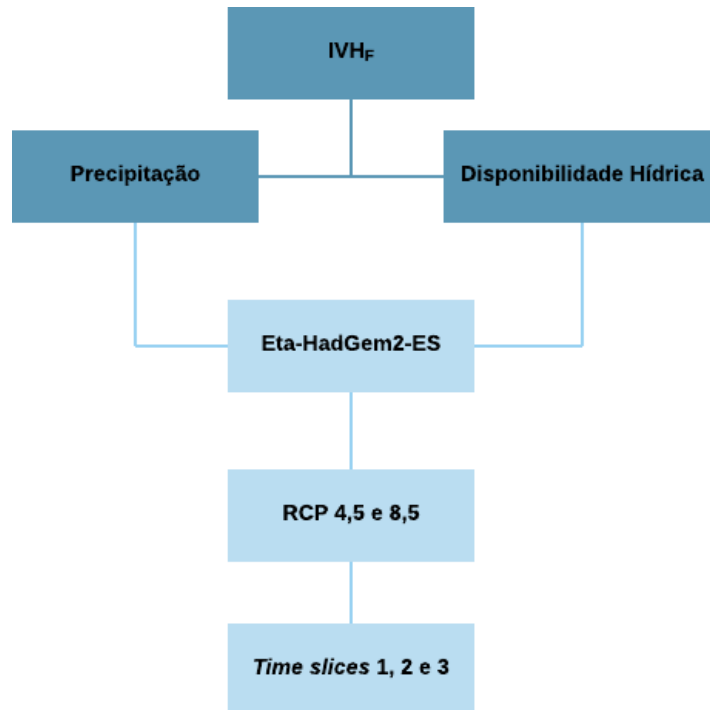 IVHF
Precipitação
Disponibilidade Hídrica
Eta-HadGem2-ES
RCP 4,5 e 8,5
Time slices 1, 2 e 3